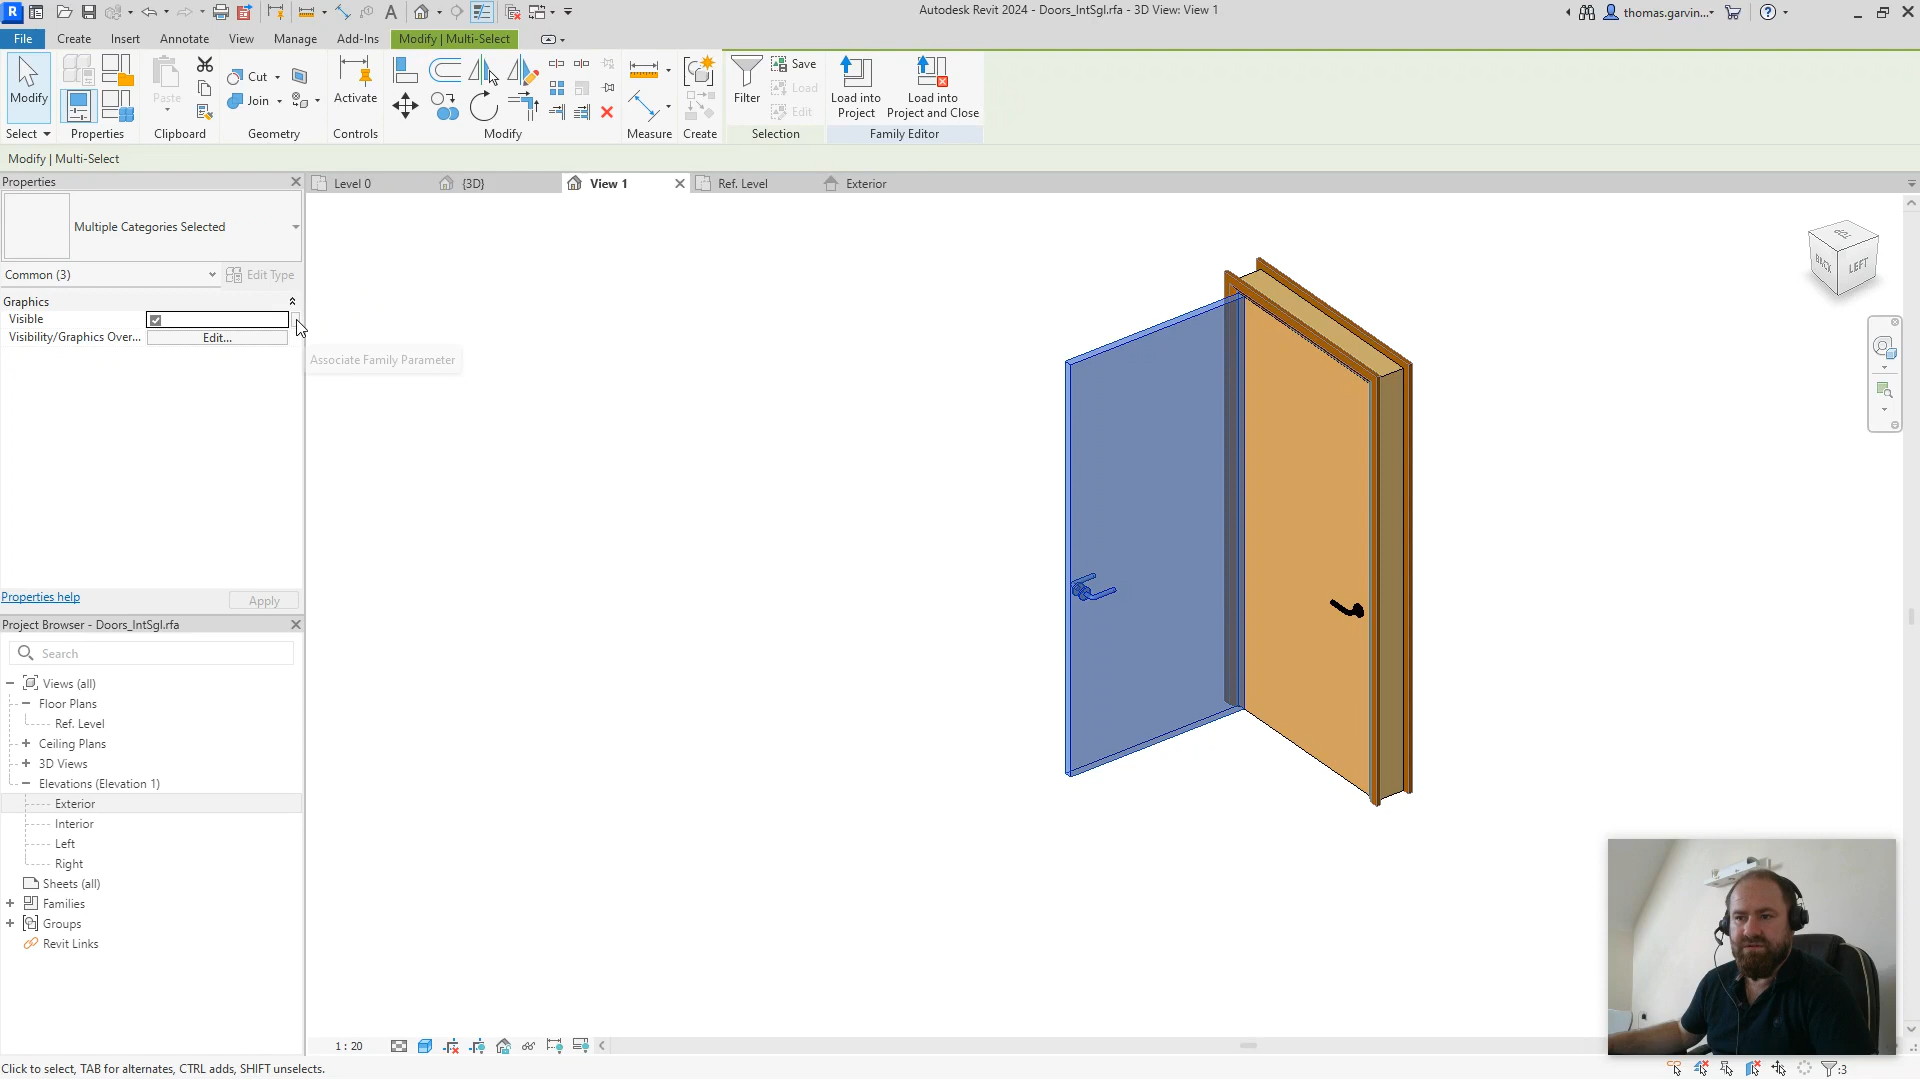 Autodesk Revit 2024 - Doors_IntSgl.rfa - 3D View: View 1
thomas.garvin...
File
Create
Insert
Annotate
View
Manage
Add-Ins
Modify | Multi-Select
Modify
Paste
Cut
Join
Activate
Filter
Save
Load
Edit
Load into
Project
Load into
Project and Close
Select
Properties
Clipboard
Geometry
Controls
Modify
Measure
Create
Selection
Family Editor
Modify | Multi-Select
Properties
Multiple Categories Selected
Common (3)
Edit Type
Graphics
Visible
Visibility/Graphics Over...
Edit...
Associate Family Parameter
Properties help
Apply
Level 0
{3D}
View 1
Ref. Level
Exterior
TOP
BACK
LEFT
Project Browser - Doors_IntSgl.rfa
Search
Views (all)
Floor Plans
Ref. Level
Ceiling Plans
3D Views
Elevations (Elevation 1)
Exterior
Interior
Left
Right
Sheets (all)
Families
Groups
Revit Links
1 : 20
Click to select, TAB for alternates, CTRL adds, SHIFT unselects.
:3